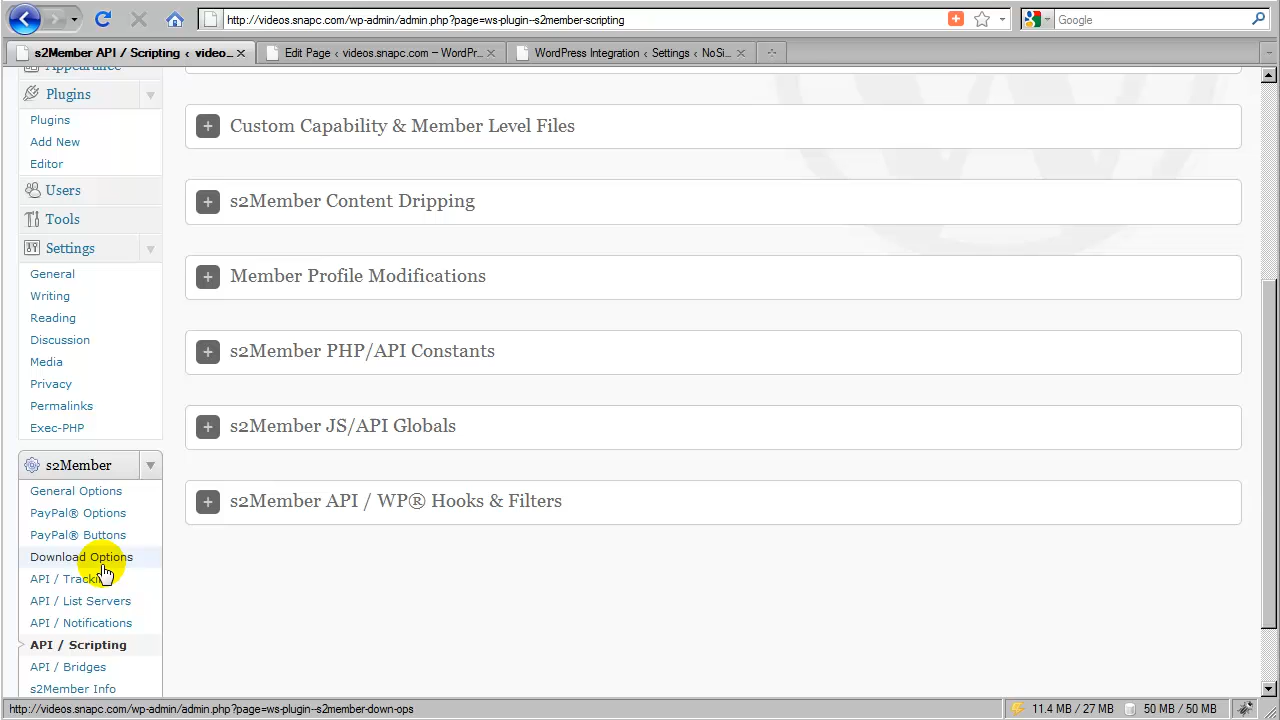 http://videos.snapc.com/wp-admin/admin.php?page=ws-plugin--s2member-scripting
Google
s2Member API / Scripting ‹ video...
Edit Page ‹ videos.snapc.com — WordPr...
WordPress Integration ‹ Settings ‹ NoSi...
Appearance
Plugins
Plugins
Add New
Editor
Users
Tools
Settings
General
Writing
Reading
Discussion
Media
Privacy
Permalinks
Exec-PHP
s2Member
General Options
PayPal® Options
PayPal® Buttons
Download Options
API / Tracking
API / List Servers
API / Notifications
API / Scripting
API / Bridges
s2Member Info
Custom Capability & Member Level Files
s2Member Content Dripping
Member Profile Modifications
s2Member PHP/API Constants
s2Member JS/API Globals
s2Member API / WP® Hooks & Filters
http://videos.snapc.com/wp-admin/admin.php?page=ws-plugin--s2member-down-ops
11.4 MB / 27 MB
50 MB / 50 MB